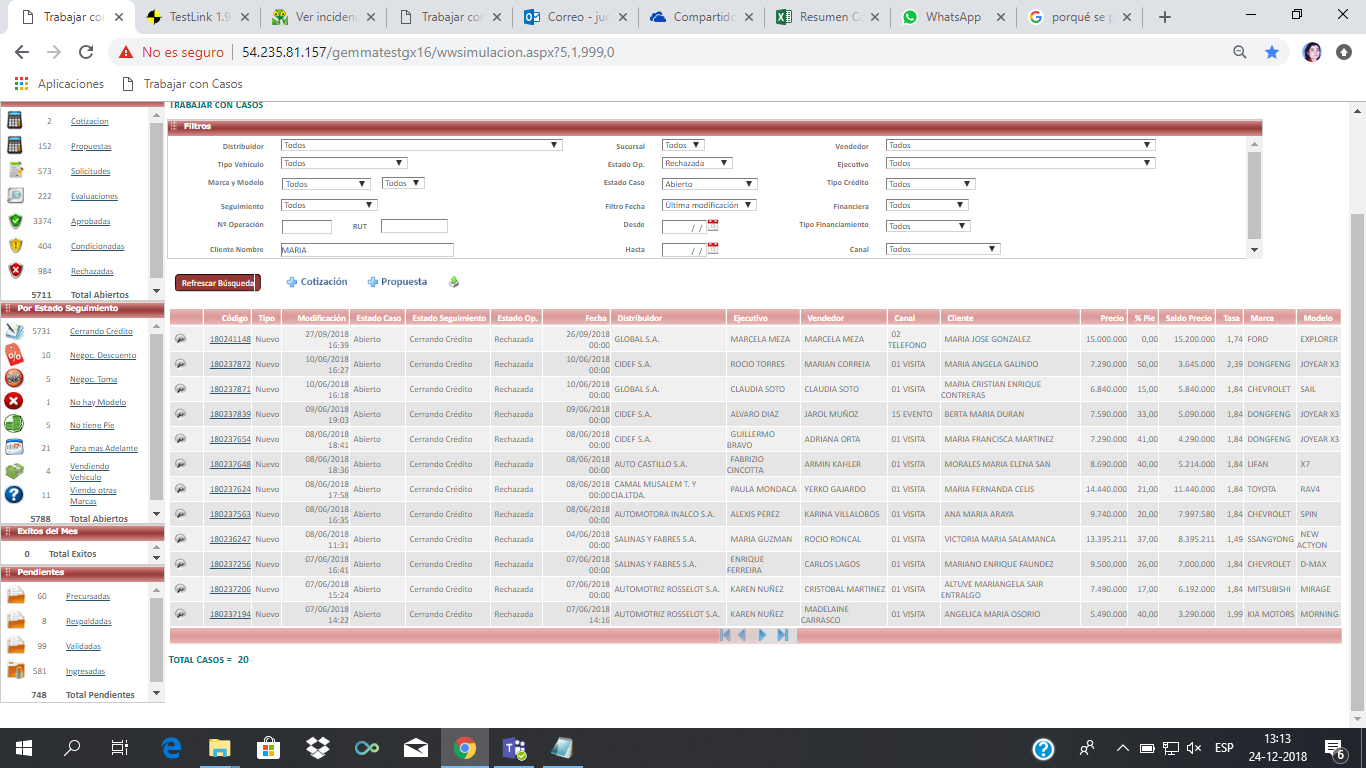 Trabajar con
TestLink 1.9
Ver inciden
Trabajar con
Correo - ju
Compartido
Resumen C
WhatsApp
porqué se p
No es seguro | 54.235.81.157/gemmatestgx16/wwsimulacion.aspx?5,1,999,0
Aplicaciones Trabajar con Casos
2 Cotizacion
152 Propuestas
573 Solicitudes
222 Evaluaciones
3374 Aprobadas
404 Condicionadas
984 Rechazadas
5711 Total Abiertos
Por Estado Seguimiento
5731 Cerrando Crédito
10 Negoc. Descuento
5 Negoc. Toma
1 No hay Modelo
5 No tiene Pie
21 Para mas Adelante
4 Vendiendo Vehículo
11 Viendo otras Marcas
5788 Total Abiertos
Exitos del Mes
0 Total Exitos
Pendientes
60 Precursadas
8 Respaldadas
99 Validadas
581 Ingresadas
748 Total Pendientes
TRABAJAR CON CASOS
Filtros
Distribuidor Todos Sucursal Todos Vendedor Todos
Tipo Vehículo Todos Estado Op. Rechazada Ejecutivo Todos
Marca y Modelo Todos Todos Estado Caso Abierto Tipo Crédito Todos
Seguimiento Todos Filtro Fecha Última modificación Financiera Todos
Nº Operación RUT Desde / / Tipo Financiamiento Todos
Cliente Nombre MARIA Hasta / / Canal Todos
Refrescar Búsqueda Cotización Propuesta
Código Tipo Modificación Estado Caso Estado Seguimiento Estado Op. Fecha Distribuidor Ejecutivo Vendedor Canal Cliente Precio % Pie Saldo Precio Tasa Marca Modelo
180241148 Nuevo 27/09/2018 16:39 Abierto Cerrando Crédito Rechazada 26/09/2018 00:00 GLOBAL S.A. MARCELA MEZA MARCELA MEZA 02 TELEFONO MARIA JOSE GONZALEZ 15.000.000 0,00 15.200.000 1,74 FORD EXPLORER
180237872 Nuevo 10/06/2018 16:27 Abierto Cerrando Crédito Rechazada 10/06/2018 00:00 CIDEF S.A. ROCIO TORRES MARIAN CORREIA 01 VISITA MARIA ANGELA GALINDO 7.290.000 50,00 3.645.000 2,39 DONGFENG JOYEAR X3
180237871 Nuevo 10/06/2018 16:18 Abierto Cerrando Crédito Rechazada 10/06/2018 00:00 GLOBAL S.A. CLAUDIA SOTO CLAUDIA SOTO 01 VISITA MARIA CRISTIAN ENRIQUE CONTRERAS 6.840.000 15,00 5.840.000 1,84 CHEVROLET SAIL
180237839 Nuevo 09/06/2018 19:03 Abierto Cerrando Crédito Rechazada 09/06/2018 00:00 CIDEF S.A. ALVARO DIAZ JAROL MUÑOZ 15 EVENTO BERTA MARIA DURAN 7.590.000 33,00 5.090.000 1,84 DONGFENG JOYEAR X3
180237654 Nuevo 08/06/2018 18:41 Abierto Cerrando Crédito Rechazada 08/06/2018 00:00 CIDEF S.A. GUILLERMO BRAVO ADRIANA ORTA 01 VISITA MARIA FRANCISCA MARTINEZ 7.290.000 41,00 4.290.000 1,84 DONGFENG JOYEAR X3
180237648 Nuevo 08/06/2018 18:36 Abierto Cerrando Crédito Rechazada 08/06/2018 00:00 AUTO CASTILLO S.A. FABRIZIO CINCOTTA ARMIN KAHLER 01 VISITA MORALES MARIA ELENA SAN 8.690.000 40,00 5.214.000 1,84 LIFAN X7
180237624 Nuevo 08/06/2018 17:58 Abierto Cerrando Crédito Rechazada 08/06/2018 00:00 CAMAL MUSALEM T. Y CIA.LTDA. PAULA MONDACA YERKO GAJARDO 01 VISITA MARIA FERNANDA CELIS 14.440.000 21,00 11.440.000 1,84 TOYOTA RAV4
180237563 Nuevo 08/06/2018 16:35 Abierto Cerrando Crédito Rechazada 08/06/2018 00:00 AUTOMOTORA INALCO S.A. ALEXIS PEREZ KARINA VILLALOBOS 01 VISITA ANA MARIA ARAYA 9.740.000 20,00 7.997.580 1,84 CHEVROLET SPIN
180236247 Nuevo 08/06/2018 11:31 Abierto Cerrando Crédito Rechazada 04/06/2018 00:00 SALINAS Y FABRES S.A. MARIA GUZMAN ROCIO RONCAL 01 VISITA VICTORIA MARIA SALAMANCA 13.395.211 37,00 8.395.211 1,49 SSANGYONG NEW ACTYON
180237256 Nuevo 07/06/2018 16:41 Abierto Cerrando Crédito Rechazada 07/06/2018 00:00 SALINAS Y FABRES S.A. ENRIQUE FERREIRA CARLOS LAGOS 01 VISITA MARIANO ENRIQUE FAUNDEZ 9.500.000 26,00 7.000.000 1,84 CHEVROLET D-MAX
180237206 Nuevo 07/06/2018 15:24 Abierto Cerrando Crédito Rechazada 07/06/2018 00:00 AUTOMOTRIZ ROSSELOT S.A. KAREN NUÑEZ CRISTOBAL MARTINEZ 01 VISITA ALTUVE MARIANGELA SAIR ENTRALGO 7.490.000 17,00 6.192.000 1,84 MITSUBISHI MIRAGE
180237194 Nuevo 07/06/2018 14:22 Abierto Cerrando Crédito Rechazada 07/06/2018 14:16 AUTOMOTRIZ ROSSELOT S.A. KAREN NUÑEZ MADELAINE CARRASCO 01 VISITA ANGELICA MARIA OSORIO 5.490.000 40,00 3.290.000 1,99 KIA MOTORS MORNING
TOTAL CASOS = 20
ESP
13:13
24-12-2018
6